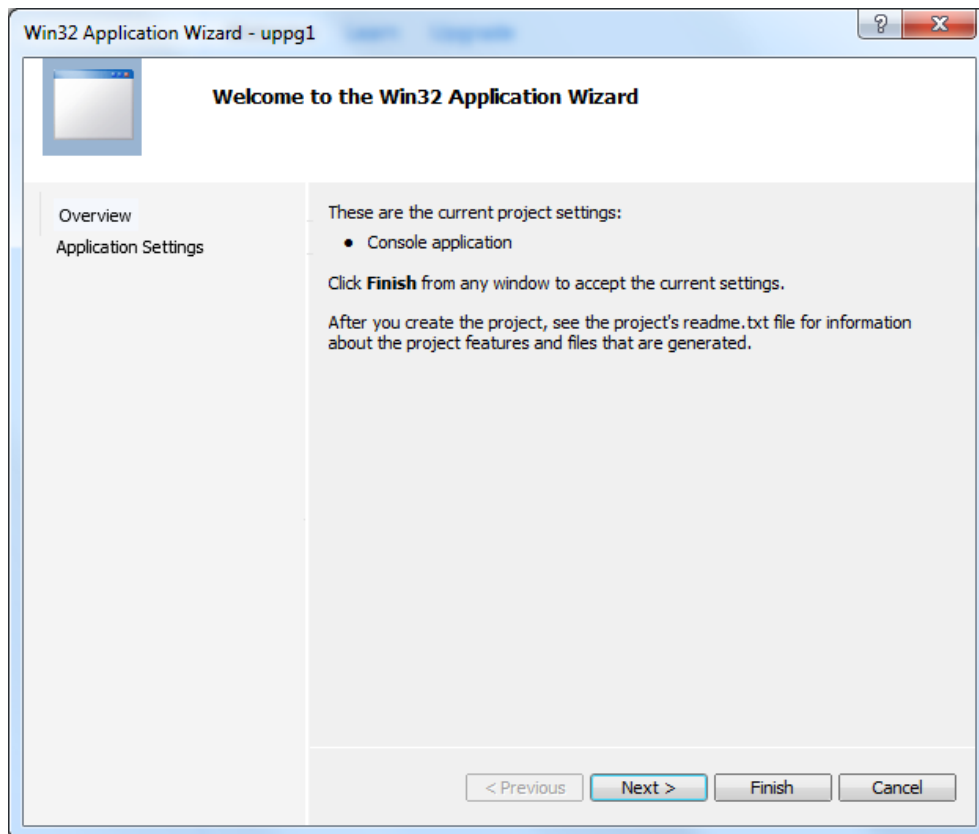 Win32 Application Wizard - uppg1
Learn Upgrade
Welcome to the Win32 Application Wizard
Overview
Application Settings
These are the current project settings:
● Console application
Click Finish from any window to accept the current settings.
After you create the project, see the project's readme.txt file for information
about the project features and files that are generated.
< Previous
Next >
Finish
Cancel